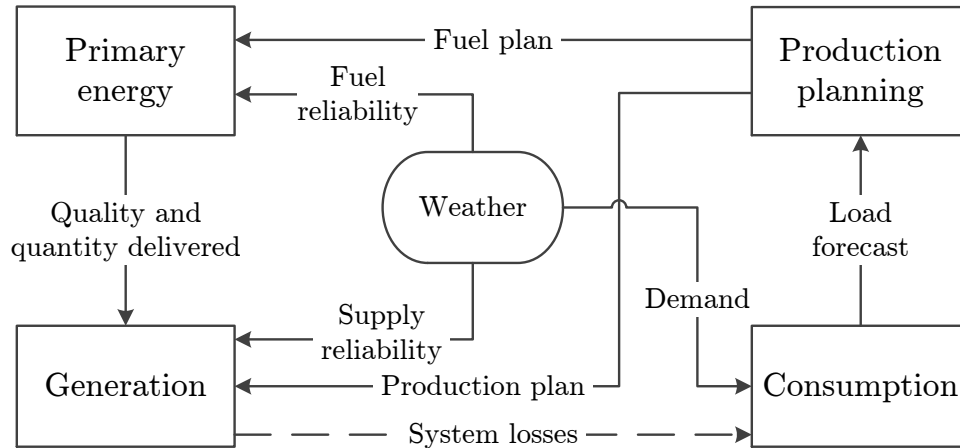 Primary
energy
Fuel plan
Production
planning
Fuel
reliability
Quality and
quantity delivered
Weather
Load
forecast
Demand
Supply
reliability
Generation
Production plan
Consumption
System losses